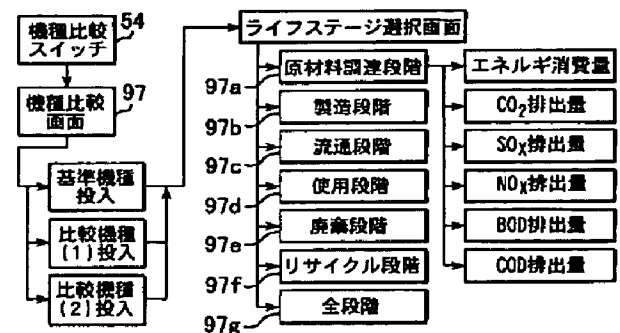 機種比較
スイッチ
54
機種比較
画面
97
基準機種
投入
比較機種
(1)投入
比較機種
(2)投入
ライフステージ選択画面
原材料調達段階
97a
製造段階
97b
流通段階
97c
使用段階
97d
廃棄段階
97e
リサイクル段階
97f
全段階
97g
エネルギ消費量
CO₂排出量
SOx排出量
NOx排出量
BOD排出量
COD排出量